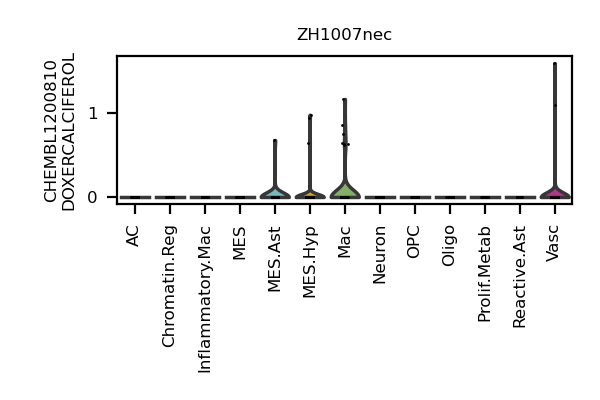 ZH1007nec
CHEMBL1200810
DOXERCALCIFEROL
1
0
AC
Chromatin.Reg
Inflammatory.Mac
MES
MES.Ast
MES.Hyp
Mac
Neuron
OPC
Oligo
Prolif.Metab
Reactive.Ast
Vasc